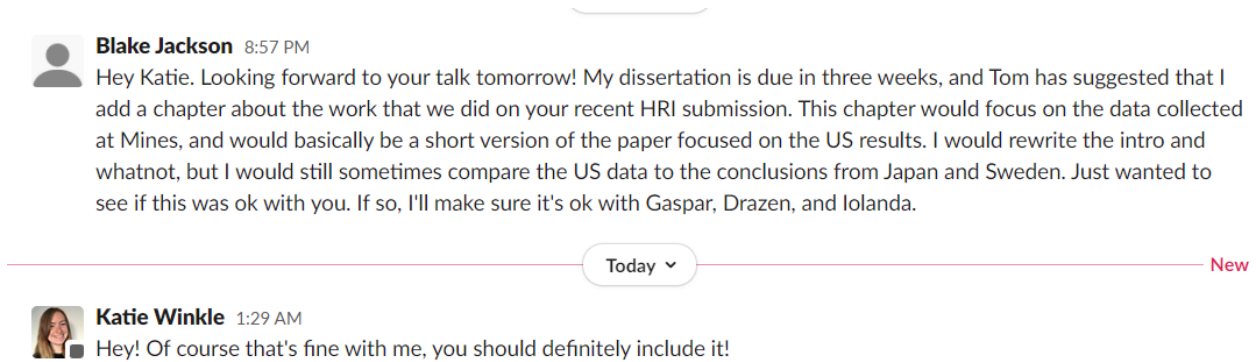 Blake Jackson 8:57 PM
Hey Katie. Looking forward to your talk tomorrow! My dissertation is due in three weeks, and Tom has suggested that I
add a chapter about the work that we did on your recent HRI submission. This chapter would focus on the data collected
at Mines, and would basically be a short version of the paper focused on the US results. I would rewrite the intro and
whatnot, but I would still sometimes compare the US data to the conclusions from Japan and Sweden. Just wanted to
see if this was ok with you. If so, I'll make sure it's ok with Gaspar, Drazen, and Iolanda.
Today New
Katie Winkle 1:29 AM
Hey! Of course that's fine with me, you should definitely include it!